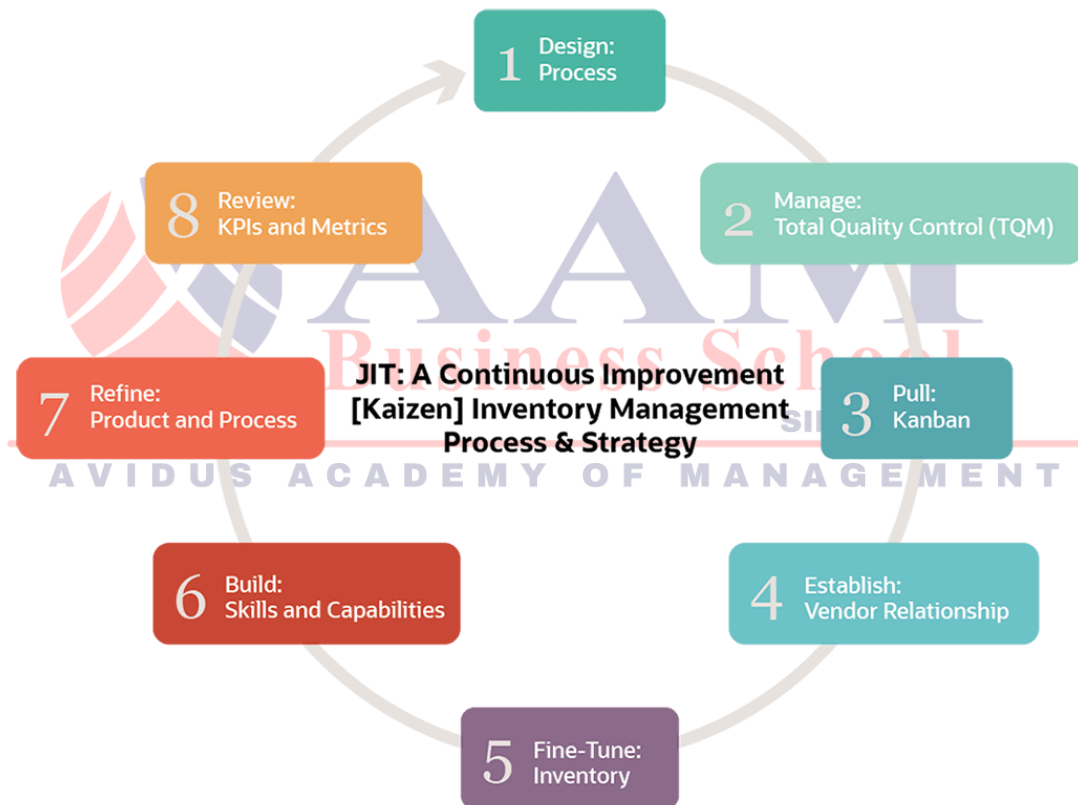 1 Design:
Process
2 Manage:
Total Quality Control (TQM)
3 Pull:
Kanban
4 Establish:
Vendor Relationship
5 Fine-Tune:
Inventory
6 Build:
Skills and Capabilities
7 Refine:
Product and Process
8 Review:
KPIs and Metrics
JIT: A Continuous Improvement
[Kaizen] Inventory Management
Process & Strategy
AAM
Business School
AVIDUS ACADEMY OF MANAGEMENT